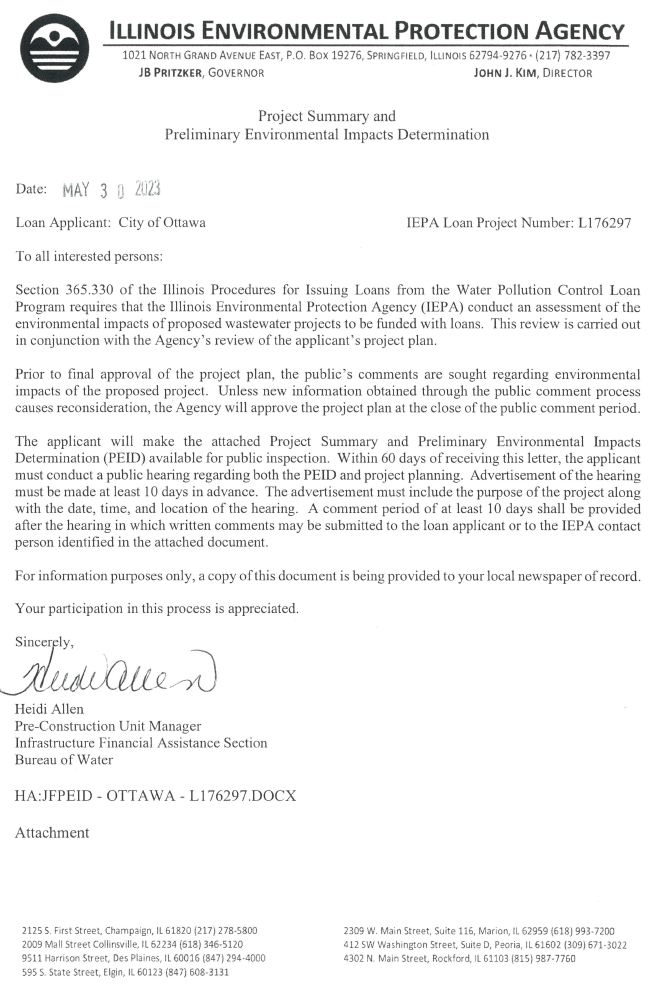 ILLINOIS ENVIRONMENTAL PROTECTION AGENCY
1021 NORTH GRAND AVENUE EAST, P.O. BOX 19276, SPRINGFIELD, ILLINOIS 62794-9276 • (217) 782-3397
JB PRITZKER, GOVERNOR JOHN J. KIM, DIRECTOR
Project Summary and
Preliminary Environmental Impacts Determination
Date: MAY 30 2023
Loan Applicant: City of Ottawa IEPA Loan Project Number: L176297
To all interested persons:
Section 365.330 of the Illinois Procedures for Issuing Loans from the Water Pollution Control Loan
Program requires that the Illinois Environmental Protection Agency (IEPA) conduct an assessment of the
environmental impacts of proposed wastewater projects to be funded with loans. This review is carried out
in conjunction with the Agency's review of the applicant's project plan.
Prior to final approval of the project plan, the public's comments are sought regarding environmental
impacts of the proposed project. Unless new information obtained through the public comment process
causes reconsideration, the Agency will approve the project plan at the close of the public comment period.
The applicant will make the attached Project Summary and Preliminary Environmental Impacts
Determination (PEID) available for public inspection. Within 60 days of receiving this letter, the applicant
must conduct a public hearing regarding both the PEID and project planning. Advertisement of the hearing
must be made at least 10 days in advance. The advertisement must include the purpose of the project along
with the date, time, and location of the hearing. A comment period of at least 10 days shall be provided
after the hearing in which written comments may be submitted to the loan applicant or to the IEPA contact
person identified in the attached document.
For information purposes only, a copy of this document is being provided to your local newspaper of record.
Your participation in this process is appreciated.
Sincerely,
Heidi Allen
Heidi Allen
Pre-Construction Unit Manager
Infrastructure Financial Assistance Section
Bureau of Water
HA:JFPEID - OTTAWA - L176297.DOCX
Attachment
2125 S. First Street, Champaign, IL 61820 (217) 278-5800
2009 Mall Street Collinsville, IL 62234 (618) 346-5120
9511 Harrison Street, Des Plaines, IL 60016 (847) 294-4000
595 S. State Street, Elgin, IL 60123 (847) 608-3131
2309 W. Main Street, Suite 116, Marion, IL 62959 (618) 993-7200
412 SW Washington Street, Suite D, Peoria, IL 61602 (309) 671-3022
4302 N. Main Street, Rockford, IL 61103 (815) 987-7760